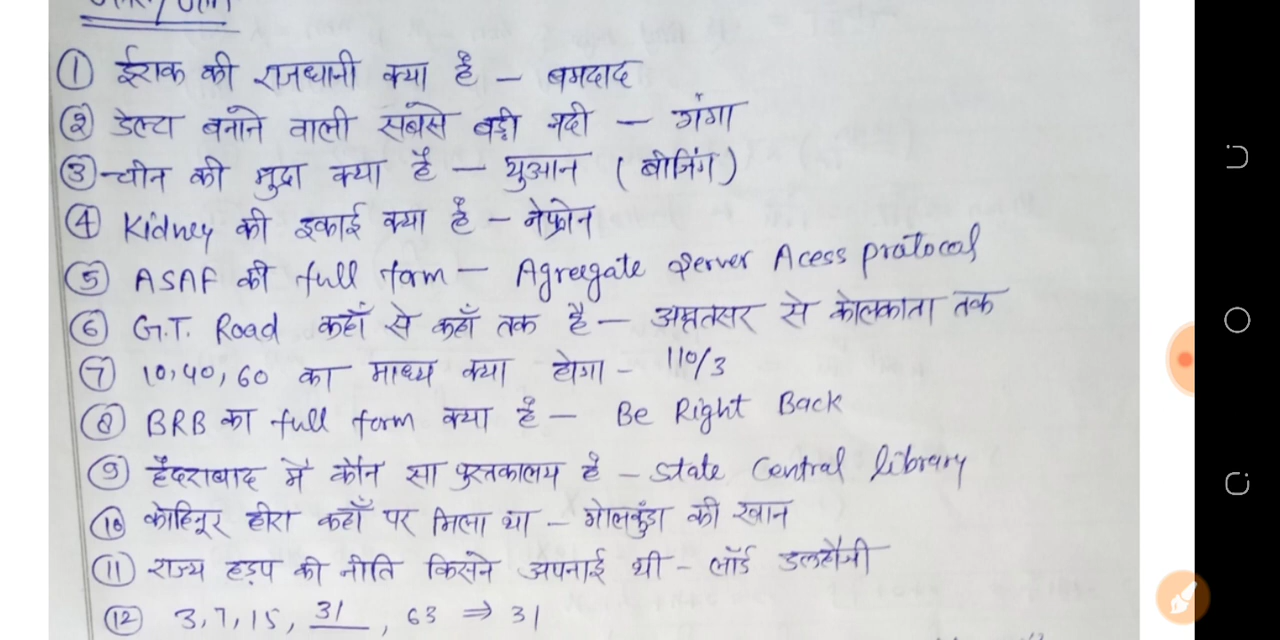 ① ईराक की राजधानी क्या है – बगदाद
② डेल्टा बनाने वाली सबसे बड़ी नदी – गंगा
③ चीन की मुद्रा क्या है – युआन (बीजिंग)
④ Kidney की इकाई क्या है – नेफ्रोन
⑤ ASAF की full form – Agreegate Server Acess protocol
⑥ G.T. Road कहाँ से कहाँ तक है – अमृतसर से कोलकाता तक
⑦ 10,40,60 का माध्य क्या होगा – 110/3
⑧ BRB का full form क्या है – Be Right Back
⑨ हैदराबाद मे कौन सा पुस्तकालय है – State Central library
⑩ कोहिनूर हीरा कहाँ पर मिला था – गोलकुंडा की खान
⑪ राज्य हड़प की नीति किसने अपनाई थी – लॉर्ड डलहौजी
⑫ 3,7,15, 31, 63 ⇒ 31